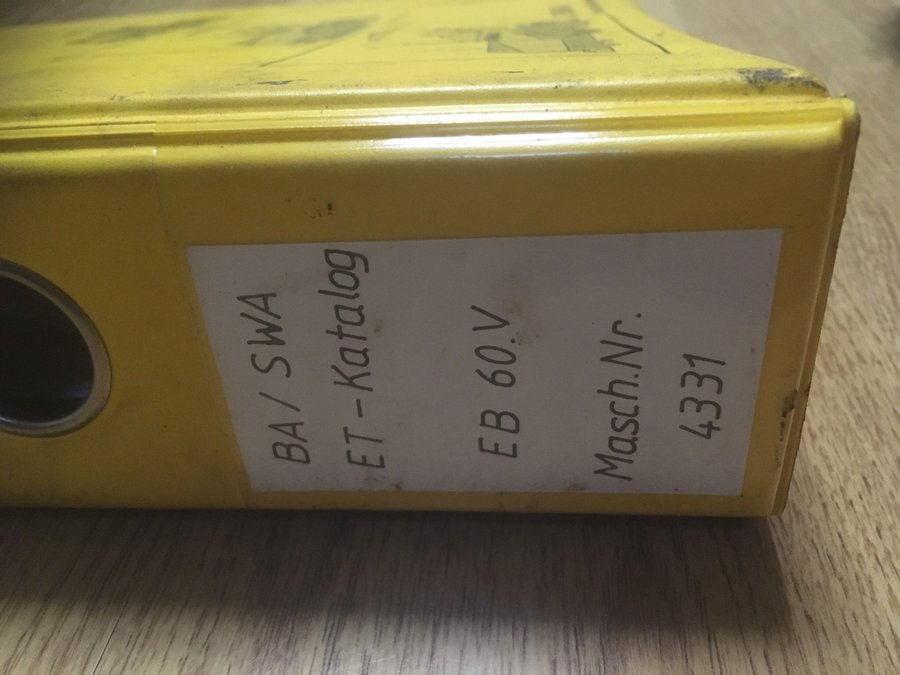 BA / SWA
ET-Katalog
EB 60.V
Masch.Nr.
4331